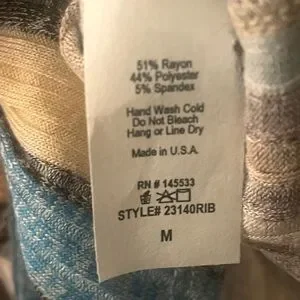 51% Rayon
44% Polyester
5% Spandex
Hand Wash Cold
Do Not Bleach
Hang or Line Dry
Made in U.S.A.
RN # 145533
STYLE# 23140RIB
M